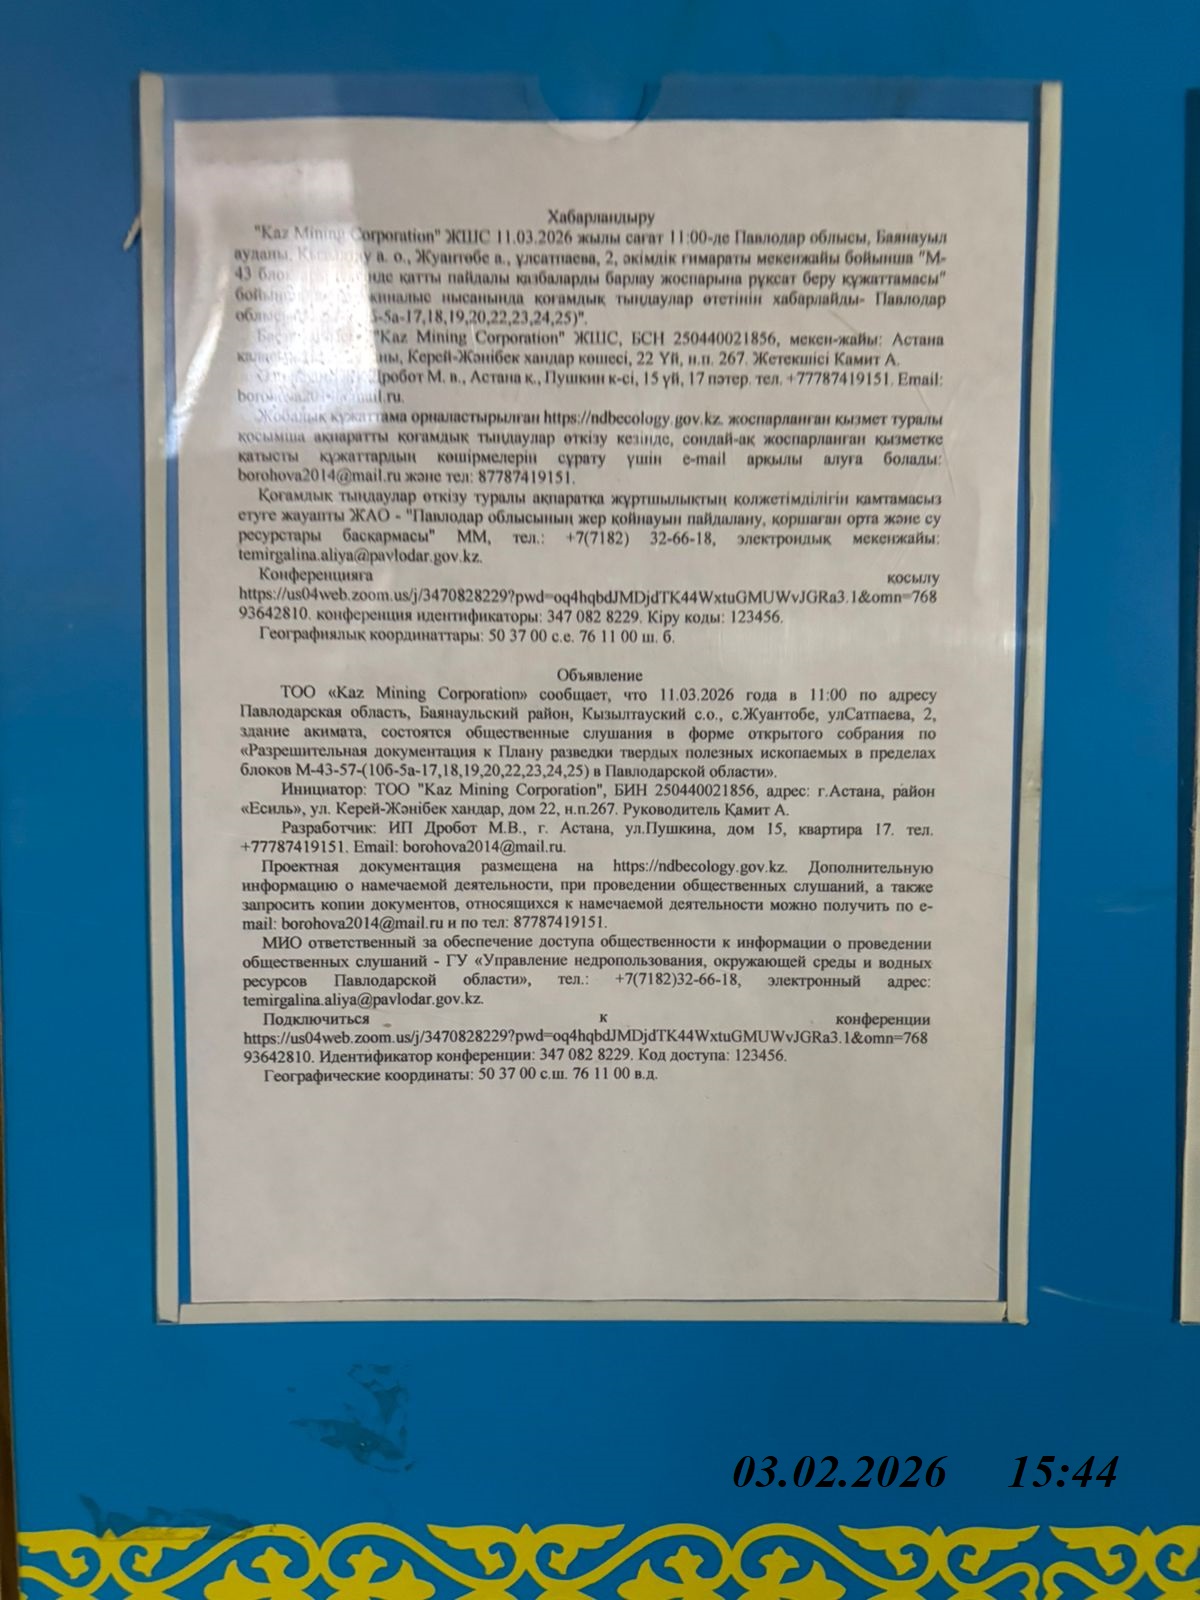 Хабарландыру
"Kaz Mining Corporation" ЖШС 11.03.2026 жылы сағат 11:00-де Павлодар облысы, Баянауыл
ауданы, а. о., Жуантөбе а., ұлсатпаева, 2, әкімдік ғимараты мекенжайы бойынша "М-
43 қатты пайдалы қазбаларды барлау жоспарына рұқсат беру құжаттамасы"
нысанында қоғамдық тыңдаулар өтетінін хабарлайды- Павлодар
5а-17,18,19,20,22,23,24,25)".
"Kaz Mining Corporation" ЖШС, БСН 250440021856, мекен-жайы: Астана
Керей-Жәнібек хандар көшесі, 22 Үй, н.п. 267. Жетекшісі Камит А.
Дробот М. в., Астана қ., Пушкин к-сі, 15 үй, 17 пәтер. тел. +77787419151. Email:
Жобалық құжаттама орналастырылған https://ndbecology.gov.kz. жоспарланған қызмет туралы
қосымша ақпаратты қоғамдық тыңдаулар өткізу кезінде, сондай-ақ жоспарланған қызметке
қатысты құжаттардың көшірмелерін сұрату үшін e-mail арқылы алуға болады:
borohova2014@mail.ru және тел: 87787419151.
Қоғамдық тыңдаулар өткізу туралы ақпаратқа жұртшылықтың қолжетімділігін қамтамасыз
етуге жауапты ЖАО - "Павлодар облысының жер қойнауын пайдалану, қоршаған орта және су
ресурстары басқармасы" ММ, тел.: +7(7182) 32-66-18, электрондық мекенжайы:
temirgalina.aliya@pavlodar.gov.kz.
Конференцияға қосылу
https://us04web.zoom.us/j/3470828229?pwd=oq4hqbdJMDjdTK44WxtuGMUWvJGRa3.1&omn=768
93642810. конференция идентификаторы: 347 082 8229. Кіру коды: 123456.
Географиялық координаттары: 50 37 00 с.е. 76 11 00 ш. б.
Объявление
ТОО «Kaz Mining Corporation» сообщает, что 11.03.2026 года в 11:00 по адресу
Павлодарская область, Баянаульский район, Кызылтауский с.о., с.Жуантобе, улСатпаева, 2,
здание акимата, состоятся общественные слушания в форме открытого собрания по
«Разрешительная документация к Плану разведки твердых полезных ископаемых в пределах
блоков М-43-57-(10б-5а-17,18,19,20,22,23,24,25) в Павлодарской области».
Инициатор: ТОО "Kaz Mining Corporation", БИН 250440021856, адрес: г.Астана, район
«Есиль», ул. Керей-Жәнібек хандар, дом 22, н.п.267. Руководитель Қамит А.
Разработчик: ИП Дробот М.В., г. Астана, ул.Пушкина, дом 15, квартира 17. тел.
+77787419151. Email: borohova2014@mail.ru.
Проектная документация размещена на https://ndbecology.gov.kz. Дополнительную
информацию о намечаемой деятельности, при проведении общественных слушаний, а также
запросить копии документов, относящихся к намечаемой деятельности можно получить по e-
mail: borohova2014@mail.ru и по тел: 87787419151.
МИО ответственный за обеспечение доступа общественности к информации о проведении
общественных слушаний - ГУ «Управление недропользования, окружающей среды и водных
ресурсов Павлодарской области», тел.: +7(7182)32-66-18, электронный адрес:
temirgalina.aliya@pavlodar.gov.kz.
Подключиться к конференции
https://us04web.zoom.us/j/3470828229?pwd=oq4hqbdJMDjdTK44WxtuGMUWvJGRa3.1&omn=768
93642810. Идентификатор конференции: 347 082 8229. Код доступа: 123456.
Географические координаты: 50 37 00 с.ш. 76 11 00 в.д.
03.02.2026 15:44